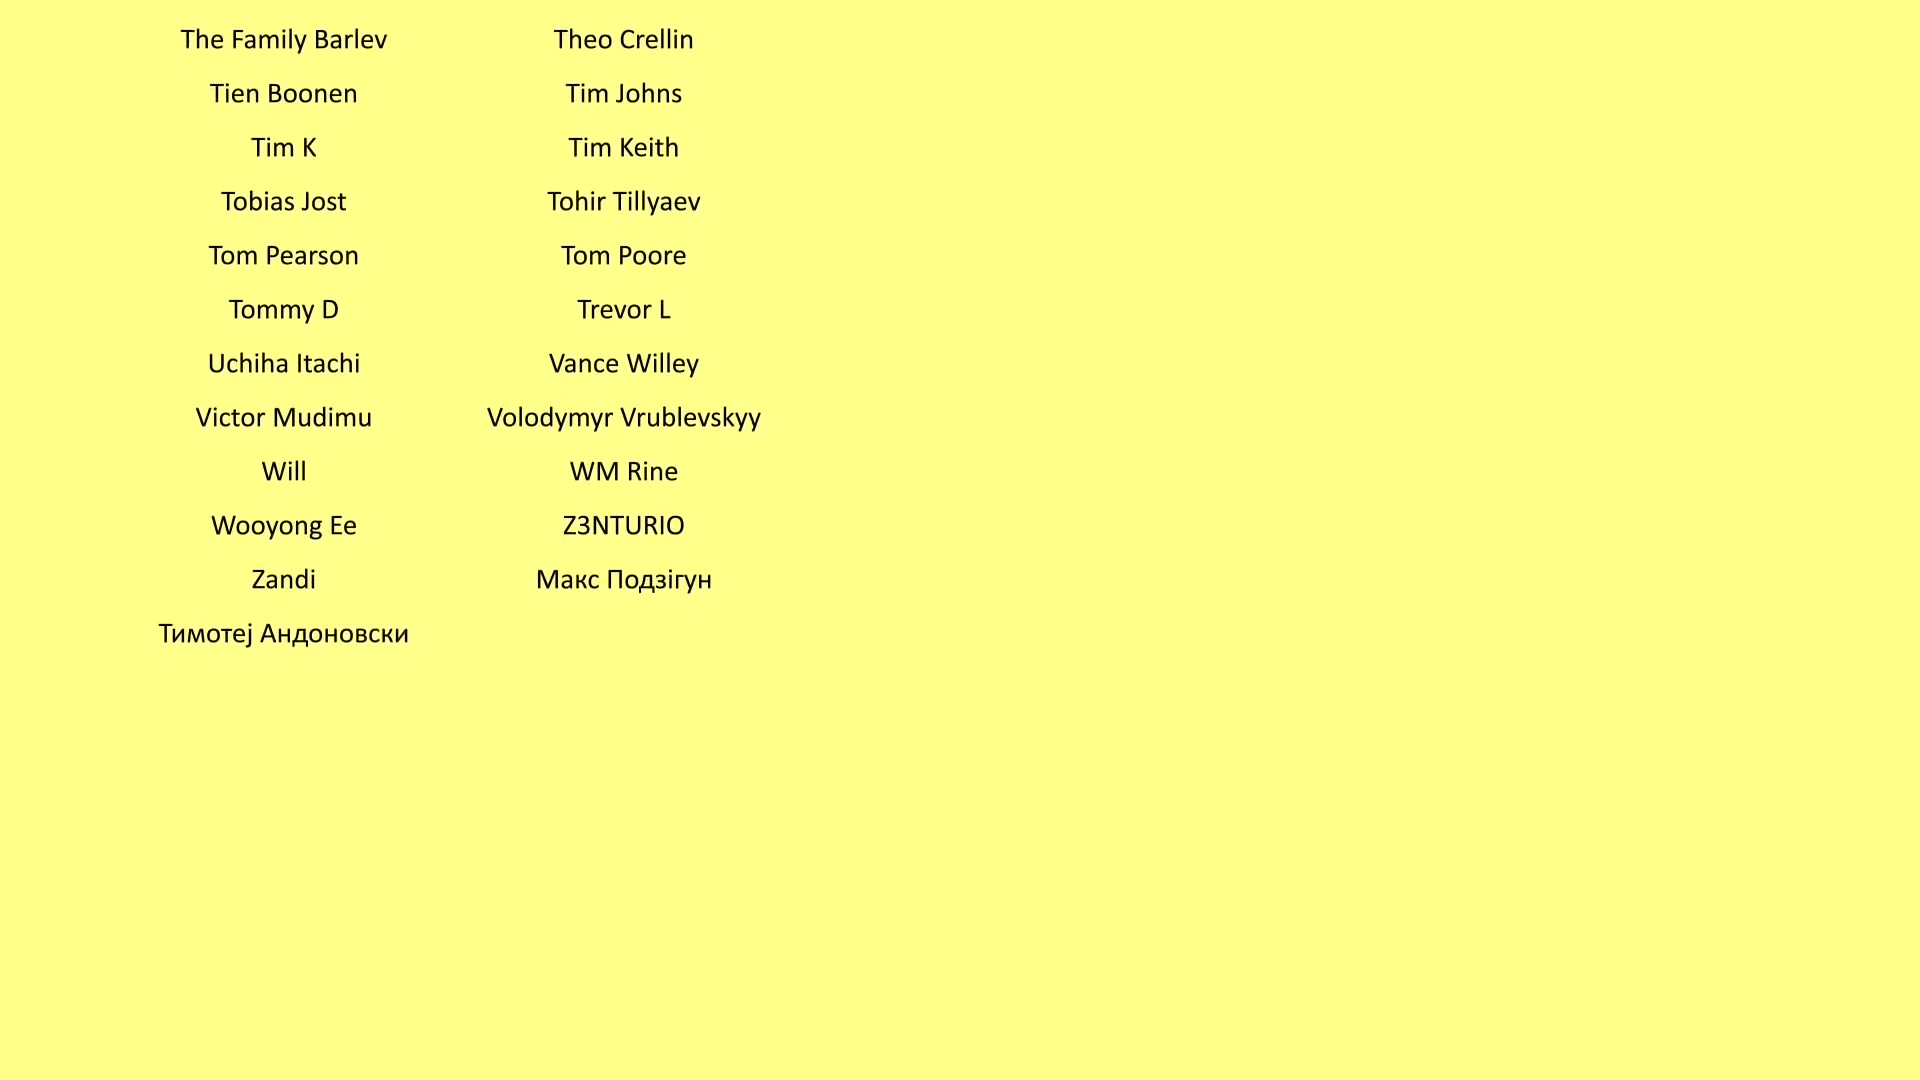 The Family Barlev
Theo Crellin
Tien Boonen
Tim Johns
Tim K
Tim Keith
Tobias Jost
Tohir Tillyaev
Tom Pearson
Tom Poore
Tommy D
Trevor L
Uchiha Itachi
Vance Willey
Victor Mudimu
Volodymyr Vrublevskyy
Will
WM Rine
Wooyong Ee
Z3NTURIO
Zandi
Макс Подзігун
Тимотеј Андоновски